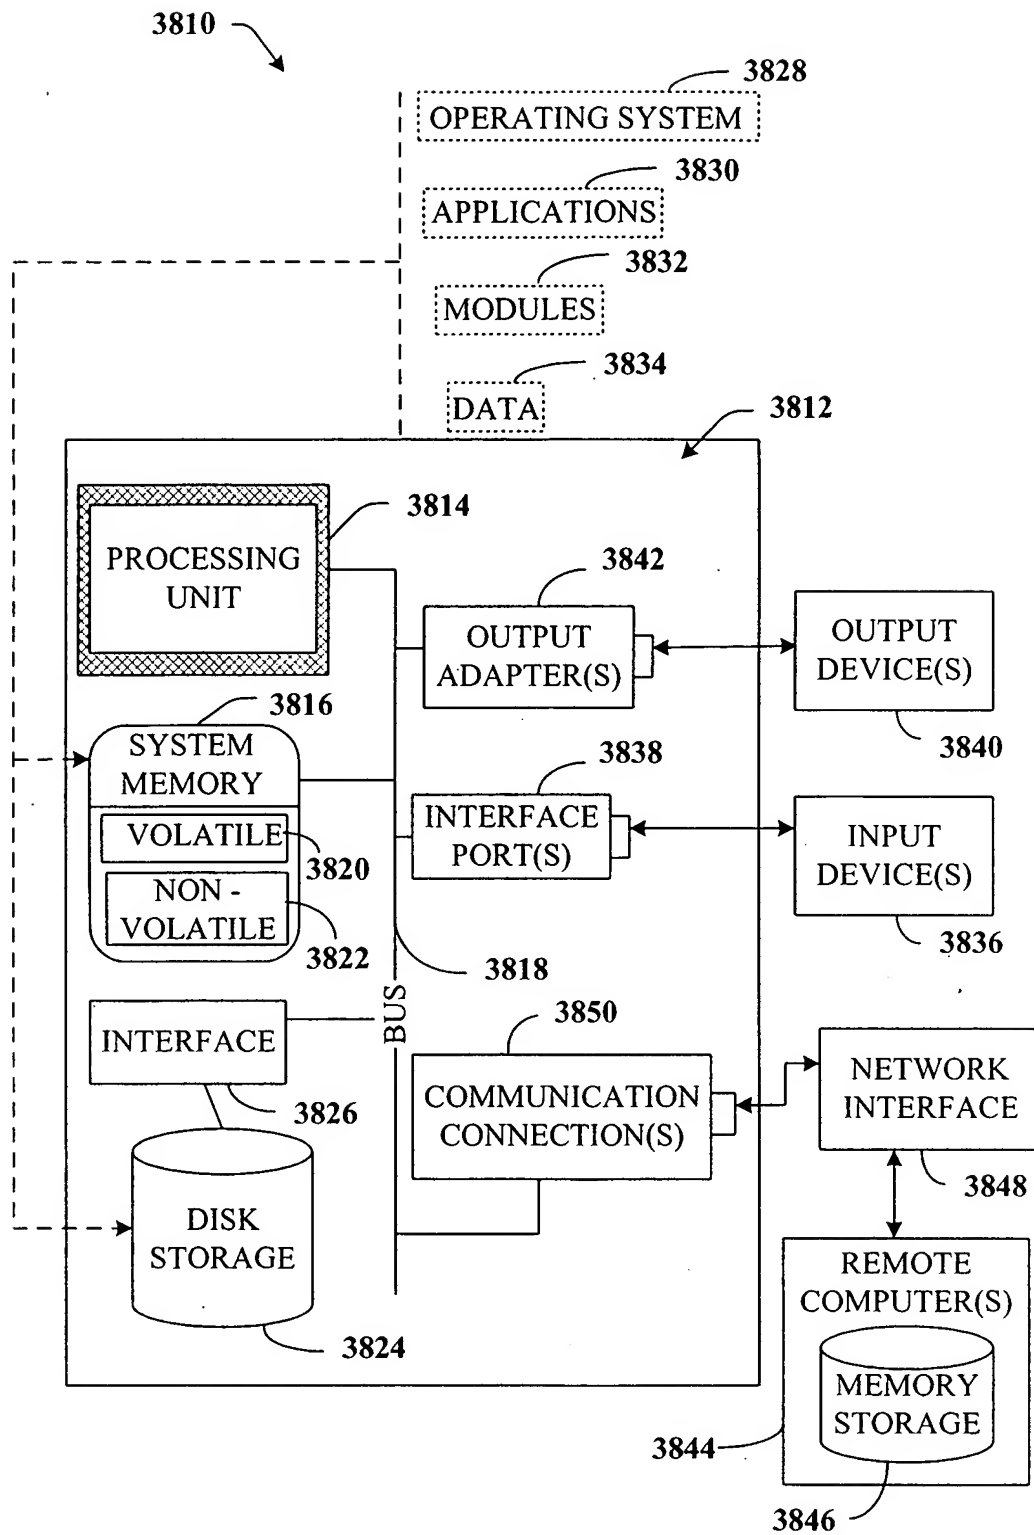 3810
3828
OPERATING SYSTEM
3830
APPLICATIONS
3832
MODULES
3834
DATA
3812
3814
PROCESSING
UNIT
3842
OUTPUT
ADAPTER(S)
OUTPUT
DEVICE(S)
3840
3816
SYSTEM
MEMORY
VOLATILE
3820
NON -
VOLATILE
3822
3838
INTERFACE
PORT(S)
INPUT
DEVICE(S)
3836
3818
BUS
INTERFACE
3826
3850
COMMUNICATION
CONNECTION(S)
NETWORK
INTERFACE
3848
DISK
STORAGE
3824
REMOTE
COMPUTER(S)
MEMORY
STORAGE
3844
3846